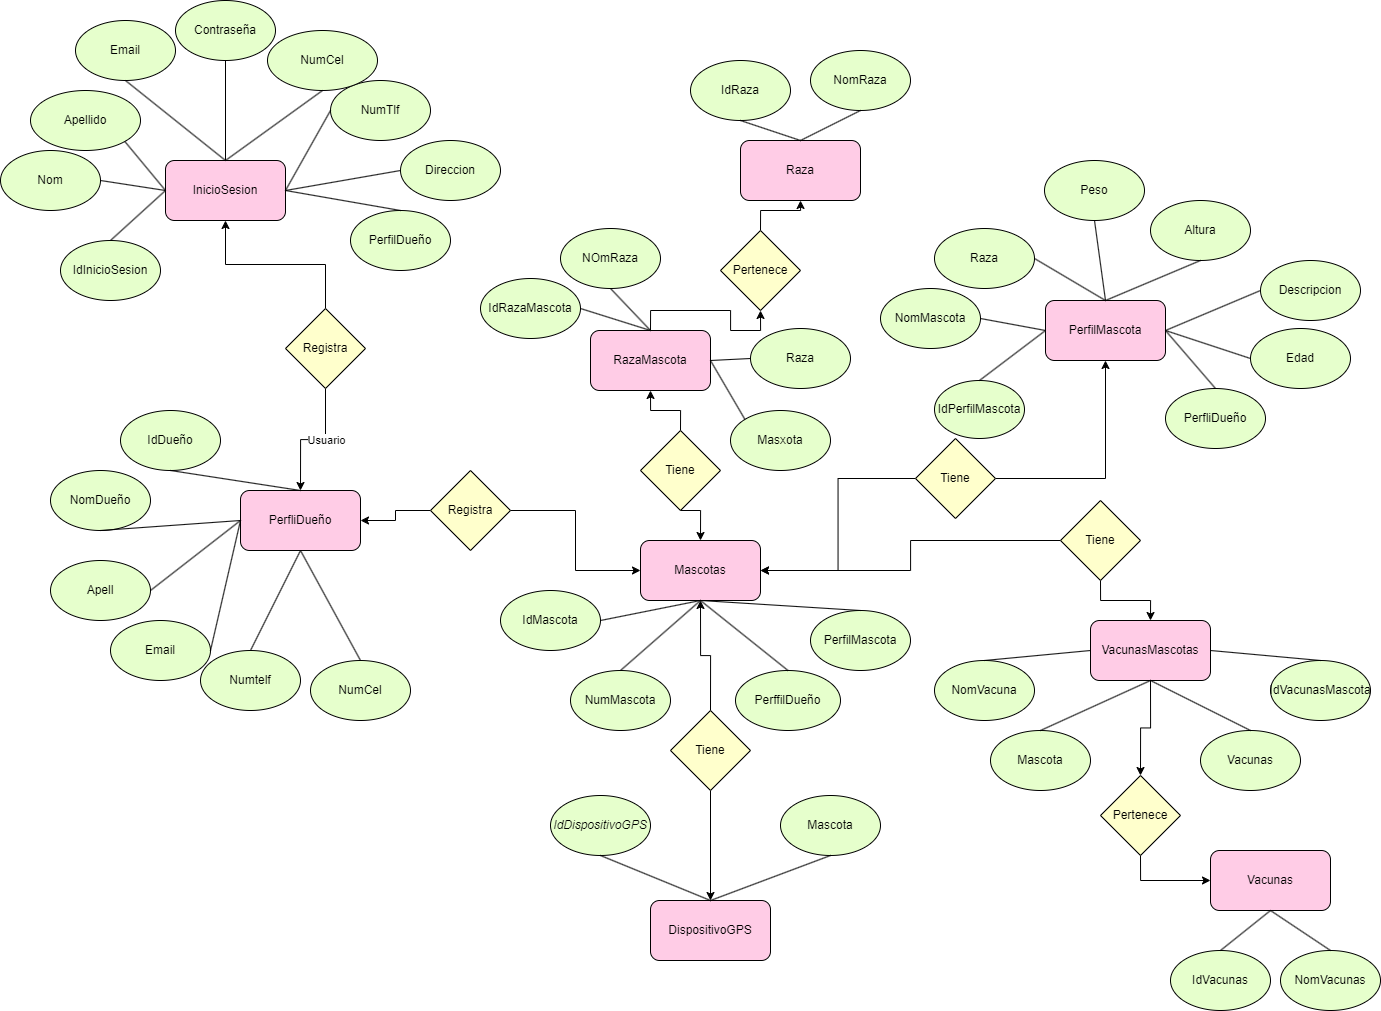 Contraseña
Email
NumCel
NumTlf
Apellido
Nom
InicioSesion
Direccion
PerfilDueño
IdInicioSesion
Registra
Usuario
IdRaza
NomRaza
Raza
Pertenece
NOmRaza
IdRazaMascota
RazaMascota
Raza
Masxota
Tiene
Peso
Altura
Raza
Descripcion
NomMascota
PerfilMascota
Edad
IdPerfilMascota
PerfliDueño
Tiene
IdDueño
NomDueño
PerfliDueño
Registra
Apell
Email
Numtelf
NumCel
Mascotas
IdMascota
PerfilMascota
NumMascota
PerffilDueño
Tiene
Tiene
VacunasMascotas
NomVacuna
IdVacunasMascota
Mascota
Vacunas
Pertenece
IdDispositivoGPS
Mascota
DispositivoGPS
Vacunas
IdVacunas
NomVacunas